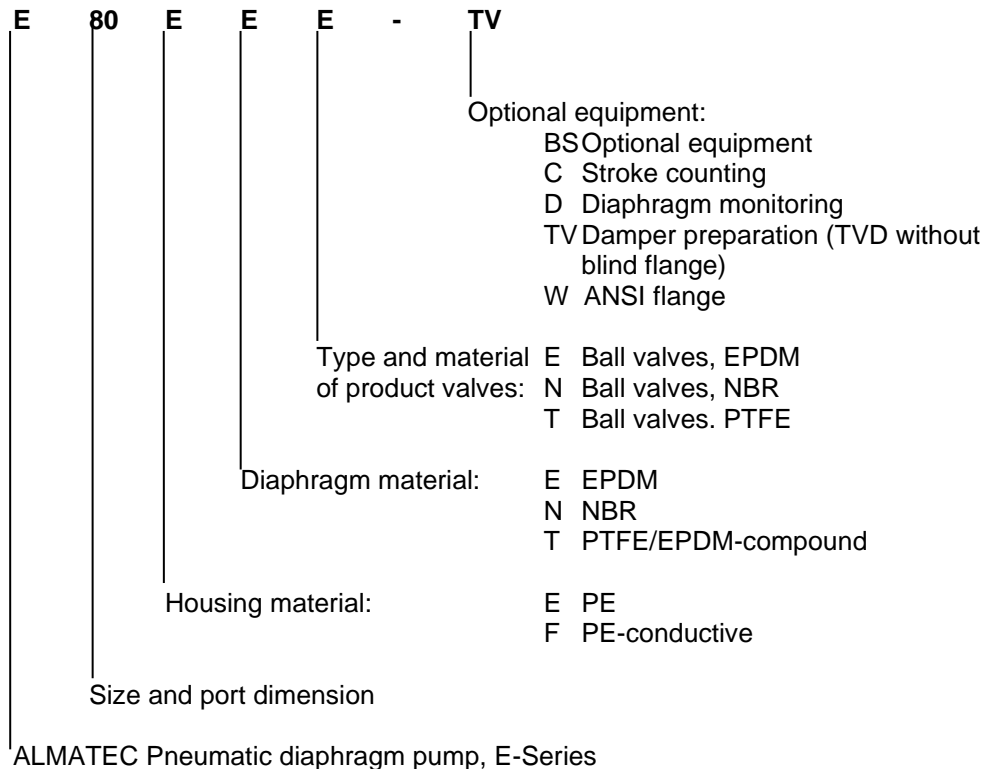 E 80 E E E - TV
Optional equipment:
BS Optional equipment
C Stroke counting
D Diaphragm monitoring
TV Damper preparation (TVD without
blind flange)
W ANSI flange
Type and material E Ball valves, EPDM
of product valves: N Ball valves, NBR
T Ball valves. PTFE
Diaphragm material: E EPDM
N NBR
T PTFE/EPDM-compound
Housing material: E PE
F PE-conductive
Size and port dimension
ALMATEC Pneumatic diaphragm pump, E-Series